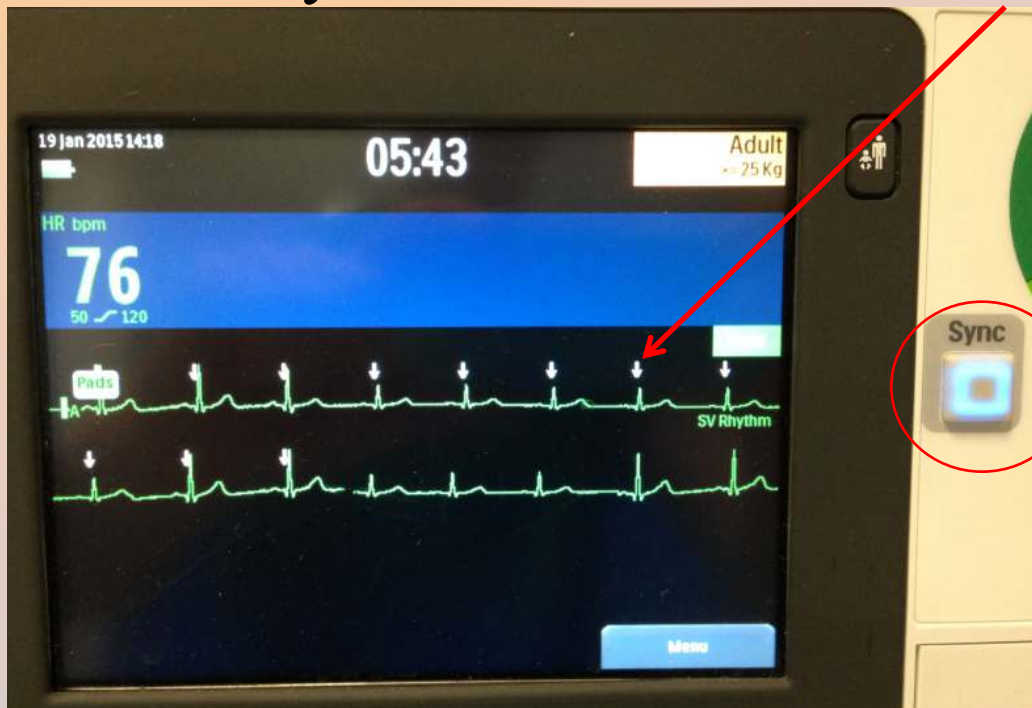 19 Jan 2015 14:18
05:43
Adult
25 Kg
HR bpm
76
50
120
Sync
Pads
SV Rhythm
Menu